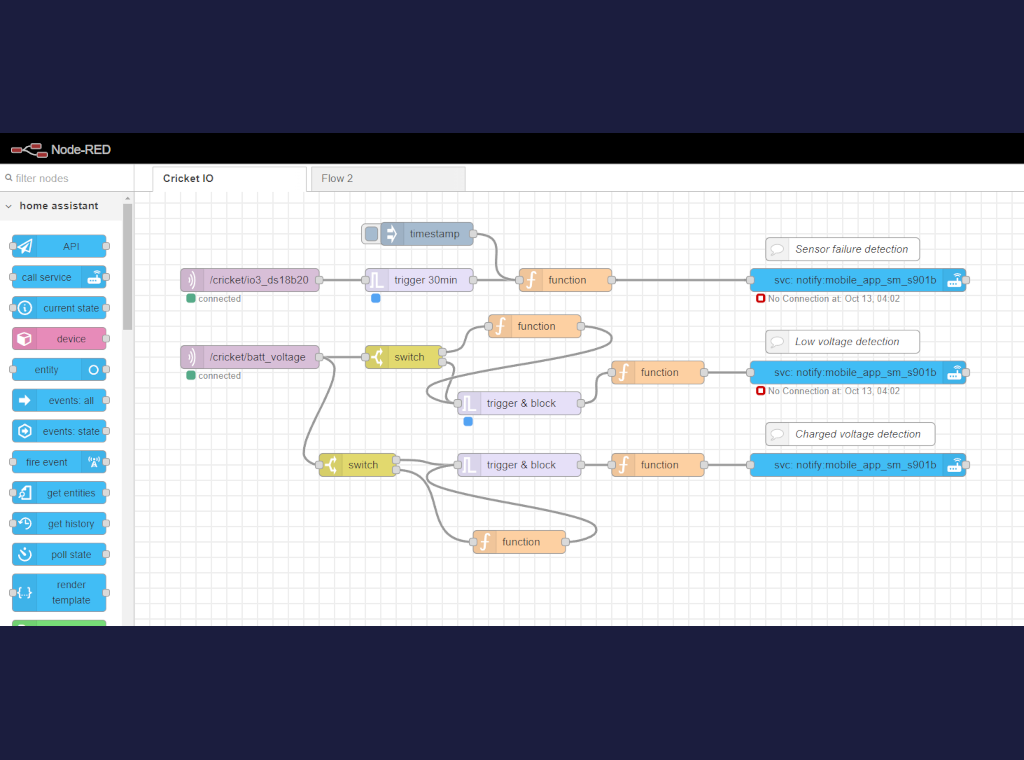 Node-RED
filter nodes
Cricket IO
Flow 2
home assistant
API
call service
current state
device
entity
events: all
events: state
fire event
get entities
get history
poll state
render
template
timestamp
Sensor failure detection
/cricket/io3_ds18b20
trigger 30min
function
svc: notify:mobile_app_sm_s901b
connected
No Connection at: Oct 13, 04:02
function
Low voltage detection
/cricket/batt_voltage
switch
function
svc: notify:mobile_app_sm_s901b
connected
No Connection at: Oct 13, 04:02
trigger & block
Charged voltage detection
switch
trigger & block
function
svc: notify:mobile_app_sm_s901b
function